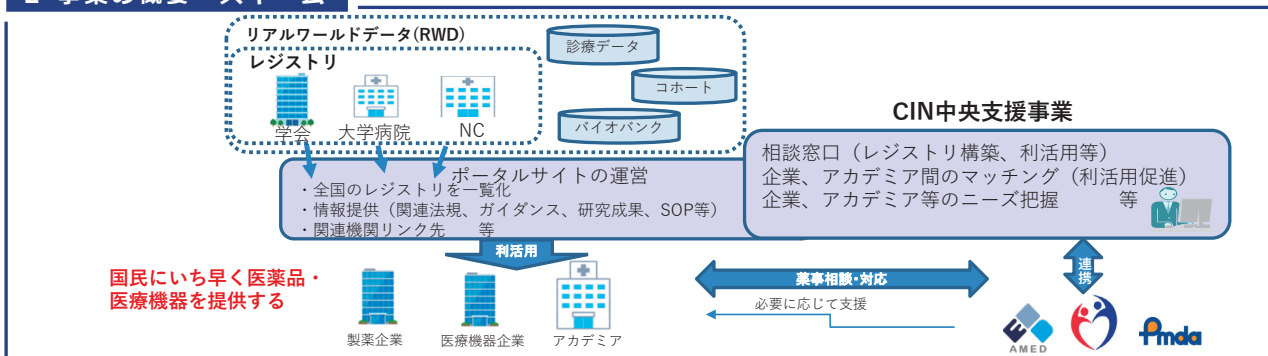 2 事業の概要・スキーム
リアルワールドデータ(RWD)
レジストリ
学会
大学病院
NC
診療データ
コホート
バイオバンク
ポータルサイトの運営
・全国のレジストリを一覧化
・情報提供（関連法規、ガイダンス、研究成果、SOP等）
・関連機関リンク先　　等
CIN中央支援事業
相談窓口（レジストリ構築、利活用等）
企業、アカデミア間のマッチング（利活用促進）
企業、アカデミア等のニーズ把握　　　等
利活用
国民にいち早く医薬品・
医療機器を提供する
製薬企業
医療機器企業
アカデミア
薬事相談・対応
必要に応じて支援
連携
AMED
Pmda